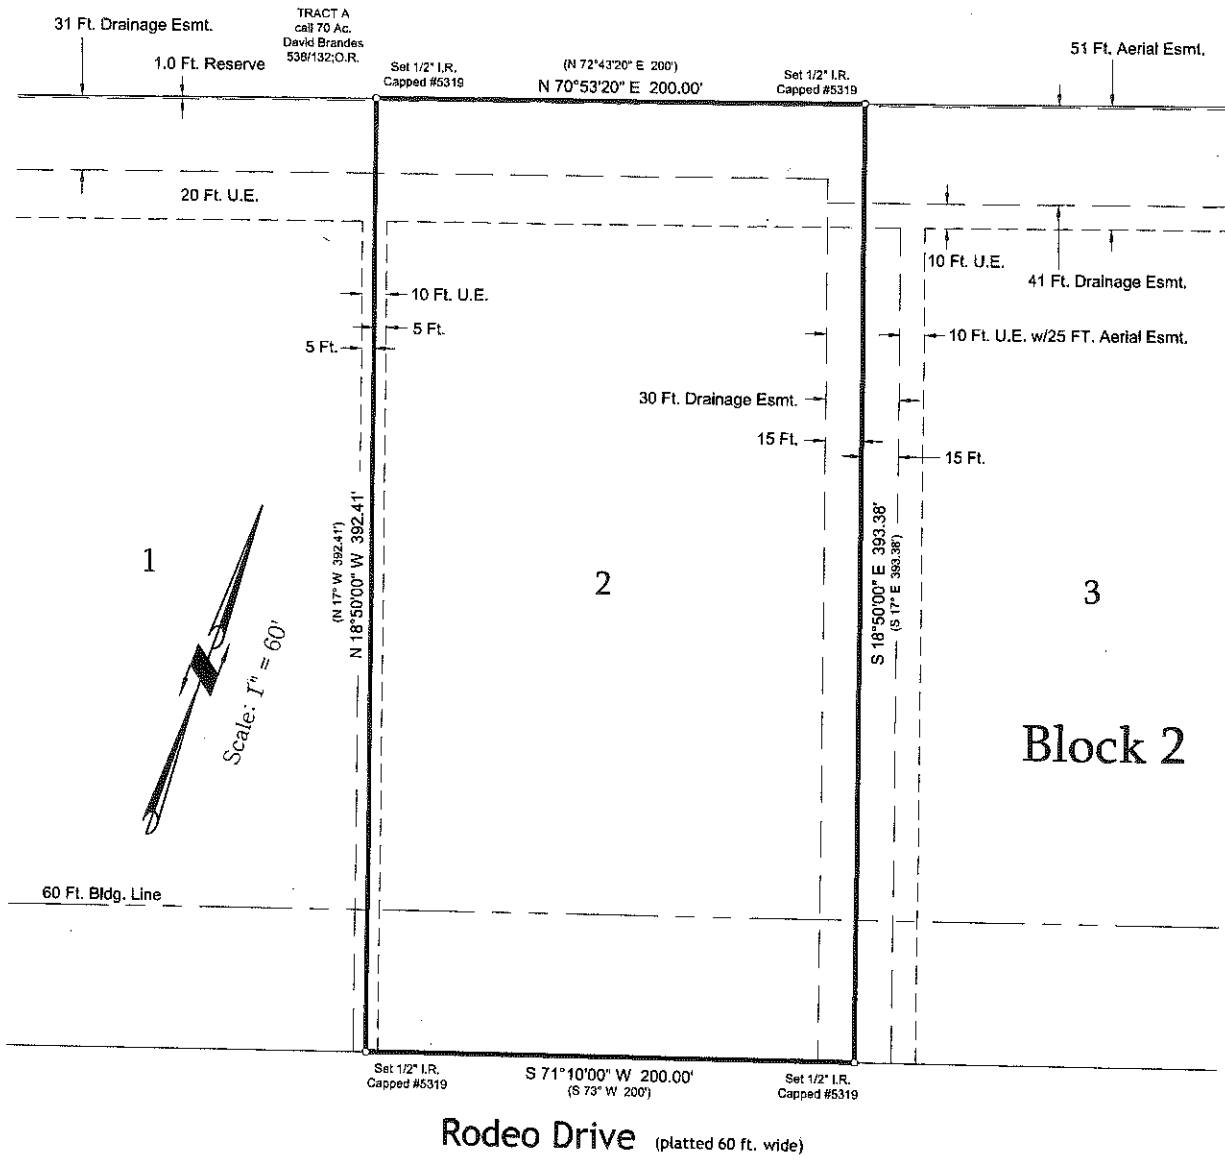 31 Ft. Drainage Esmt.
TRACT A
call 70 Ac.
David Brandes
538/132;O.R.
1.0 Ft. Reserve
Set 1/2" I.R.
Capped #5319
(N 72°43'20" E 200')
N 70°53'20" E 200.00'
Set 1/2" I.R.
Capped #5319
51 Ft. Aerial Esmt.
20 Ft. U.E.
10 Ft. U.E.
41 Ft. Drainage Esmt.
10 Ft. U.E.
5 Ft.
5 Ft.
10 Ft. U.E. w/25 FT. Aerial Esmt.
30 Ft. Drainage Esmt.
15 Ft.
15 Ft.
(N 17° W 392.41')
N 18°50'00" W 392.41'
S 18°50'00" E 393.38'
(S 17° E 393.38')
1
2
3
Scale: 1" = 60'
Block 2
60 Ft. Bldg. Line
Set 1/2" I.R.
Capped #5319
S 71°10'00" W 200.00'
(S 73° W 200')
Set 1/2" I.R.
Capped #5319
Rodeo Drive (platted 60 ft. wide)